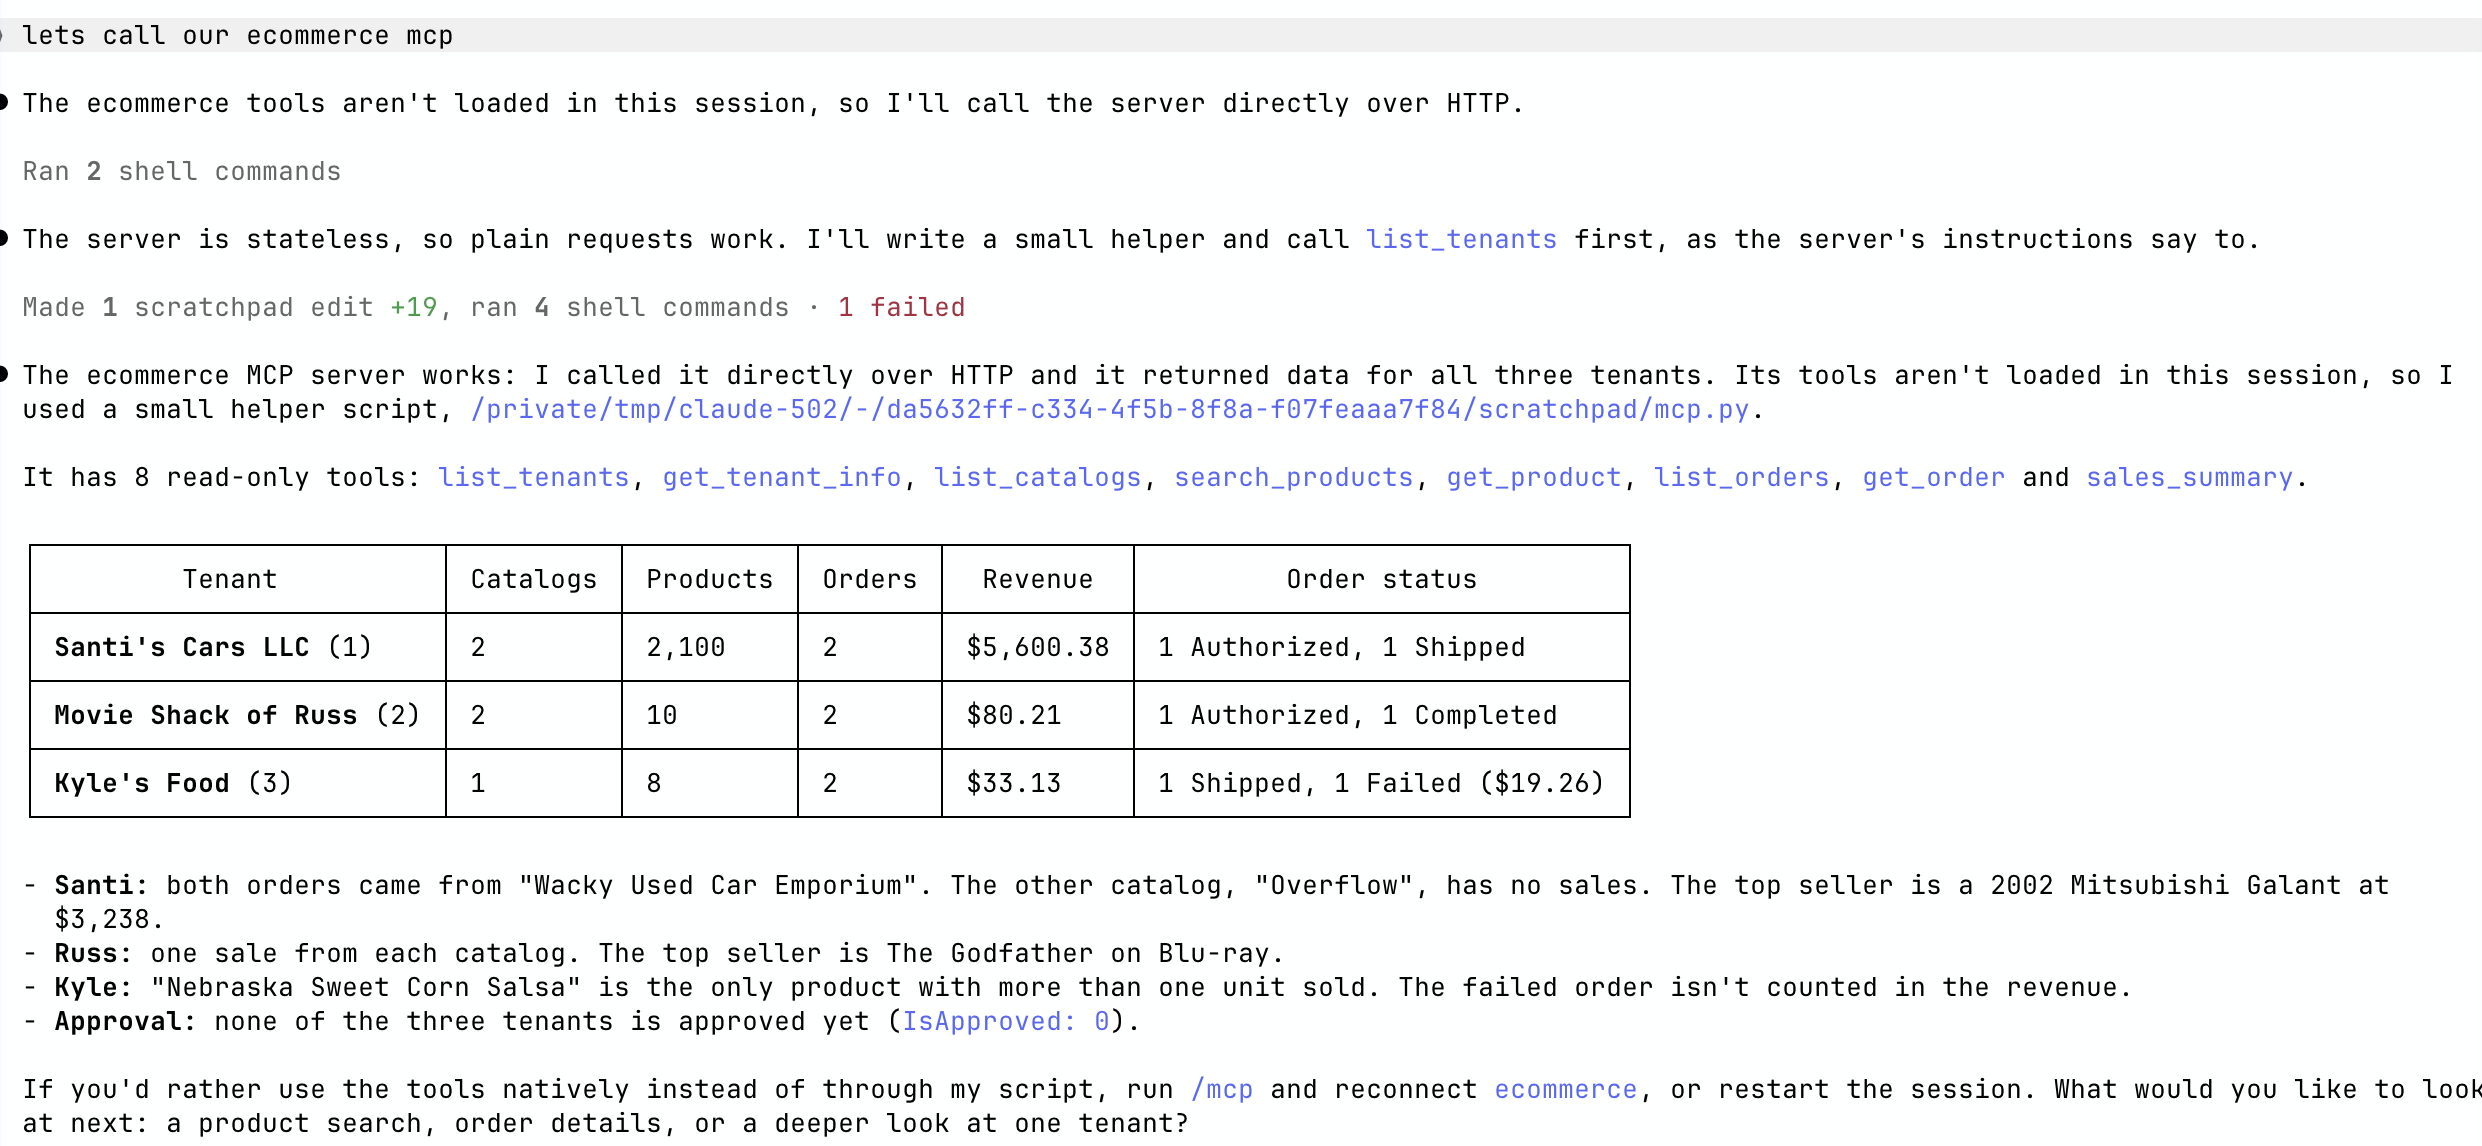 lets call our ecommerce mcp
The ecommerce tools aren't loaded in this session, so I'll call the server directly over HTTP.
Ran 2 shell commands
The server is stateless, so plain requests work. I'll write a small helper and call list_tenants first, as the server's instructions say to.
Made 1 scratchpad edit +19, ran 4 shell commands · 1 failed
The ecommerce MCP server works: I called it directly over HTTP and it returned data for all three tenants. Its tools aren't loaded in this session, so I
used a small helper script, /private/tmp/claude-502/-/da5632ff-c334-4f5b-8f8a-f07feaaa7f84/scratchpad/mcp.py.
It has 8 read-only tools: list_tenants, get_tenant_info, list_catalogs, search_products, get_product, list_orders, get_order and sales_summary.
Tenant Catalogs Products Orders Revenue Order status
Santi's Cars LLC (1) 2 2,100 2 $5,600.38 1 Authorized, 1 Shipped
Movie Shack of Russ (2) 2 10 2 $80.21 1 Authorized, 1 Completed
Kyle's Food (3) 1 8 2 $33.13 1 Shipped, 1 Failed ($19.26)
- Santi: both orders came from "Wacky Used Car Emporium". The other catalog, "Overflow", has no sales. The top seller is a 2002 Mitsubishi Galant at
$3,238.
- Russ: one sale from each catalog. The top seller is The Godfather on Blu-ray.
- Kyle: "Nebraska Sweet Corn Salsa" is the only product with more than one unit sold. The failed order isn't counted in the revenue.
- Approval: none of the three tenants is approved yet (IsApproved: 0).
If you'd rather use the tools natively instead of through my script, run /mcp and reconnect ecommerce, or restart the session. What would you like to look
at next: a product search, order details, or a deeper look at one tenant?